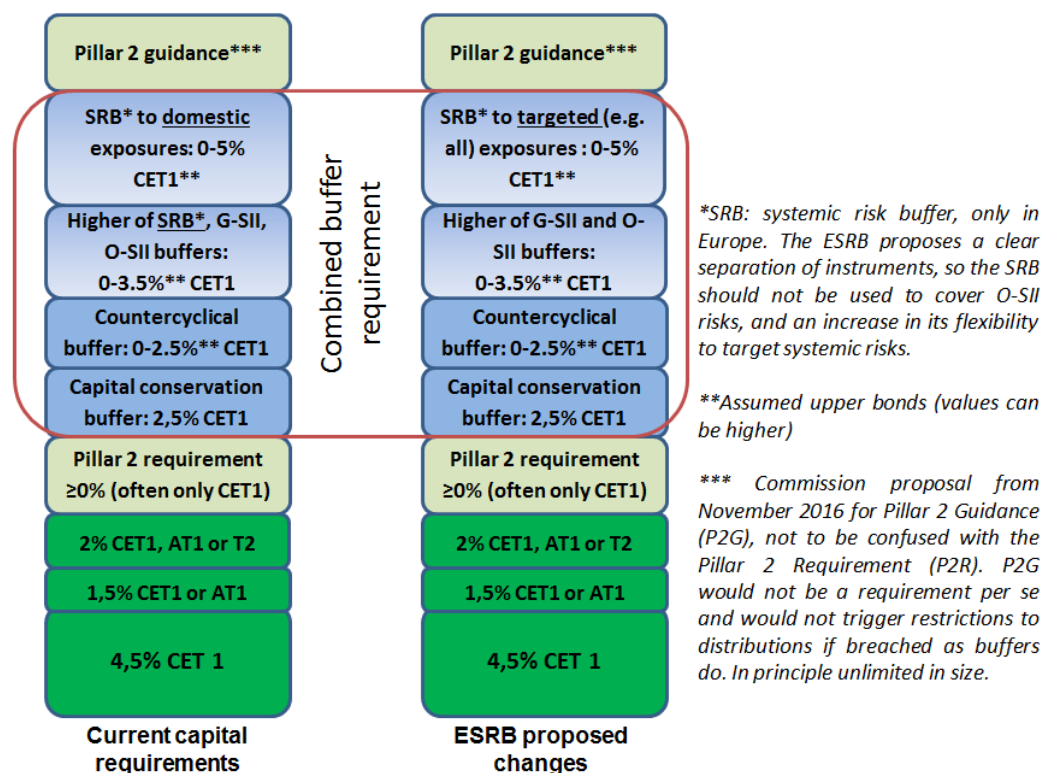 Pillar 2 guidance***
SRB* to domestic
exposures: 0-5%
CET1**
Higher of SRB*, G-SII,
O-SII buffers:
0-3.5%** CET1
Countercyclical
buffer: 0-2.5%** CET1
Capital conservation
buffer: 2,5% CET1
Pillar 2 requirement
≥0% (often only CET1)
2% CET1, AT1 or T2
1,5% CET1 or AT1
4,5% CET 1
Current capital
requirements
Combined buffer
requirement
Pillar 2 guidance***
SRB* to targeted (e.g.
all) exposures : 0-5%
CET1**
Higher of G-SII and O-
SII buffers:
0-3.5%** CET1
Countercyclical
buffer: 0-2.5%** CET1
Capital conservation
buffer: 2,5% CET1
Pillar 2 requirement
≥0% (often only CET1)
2% CET1, AT1 or T2
1,5% CET1 or AT1
4,5% CET 1
ESRB proposed
changes
*SRB: systemic risk buffer, only in
Europe. The ESRB proposes a clear
separation of instruments, so the SRB
should not be used to cover O-SII
risks, and an increase in its flexibility
to target systemic risks.
**Assumed upper bonds (values can
be higher)
*** Commission proposal from
November 2016 for Pillar 2 Guidance
(P2G), not to be confused with the
Pillar 2 Requirement (P2R). P2G
would not be a requirement per se
and would not trigger restrictions to
distributions if breached as buffers
do. In principle unlimited in size.